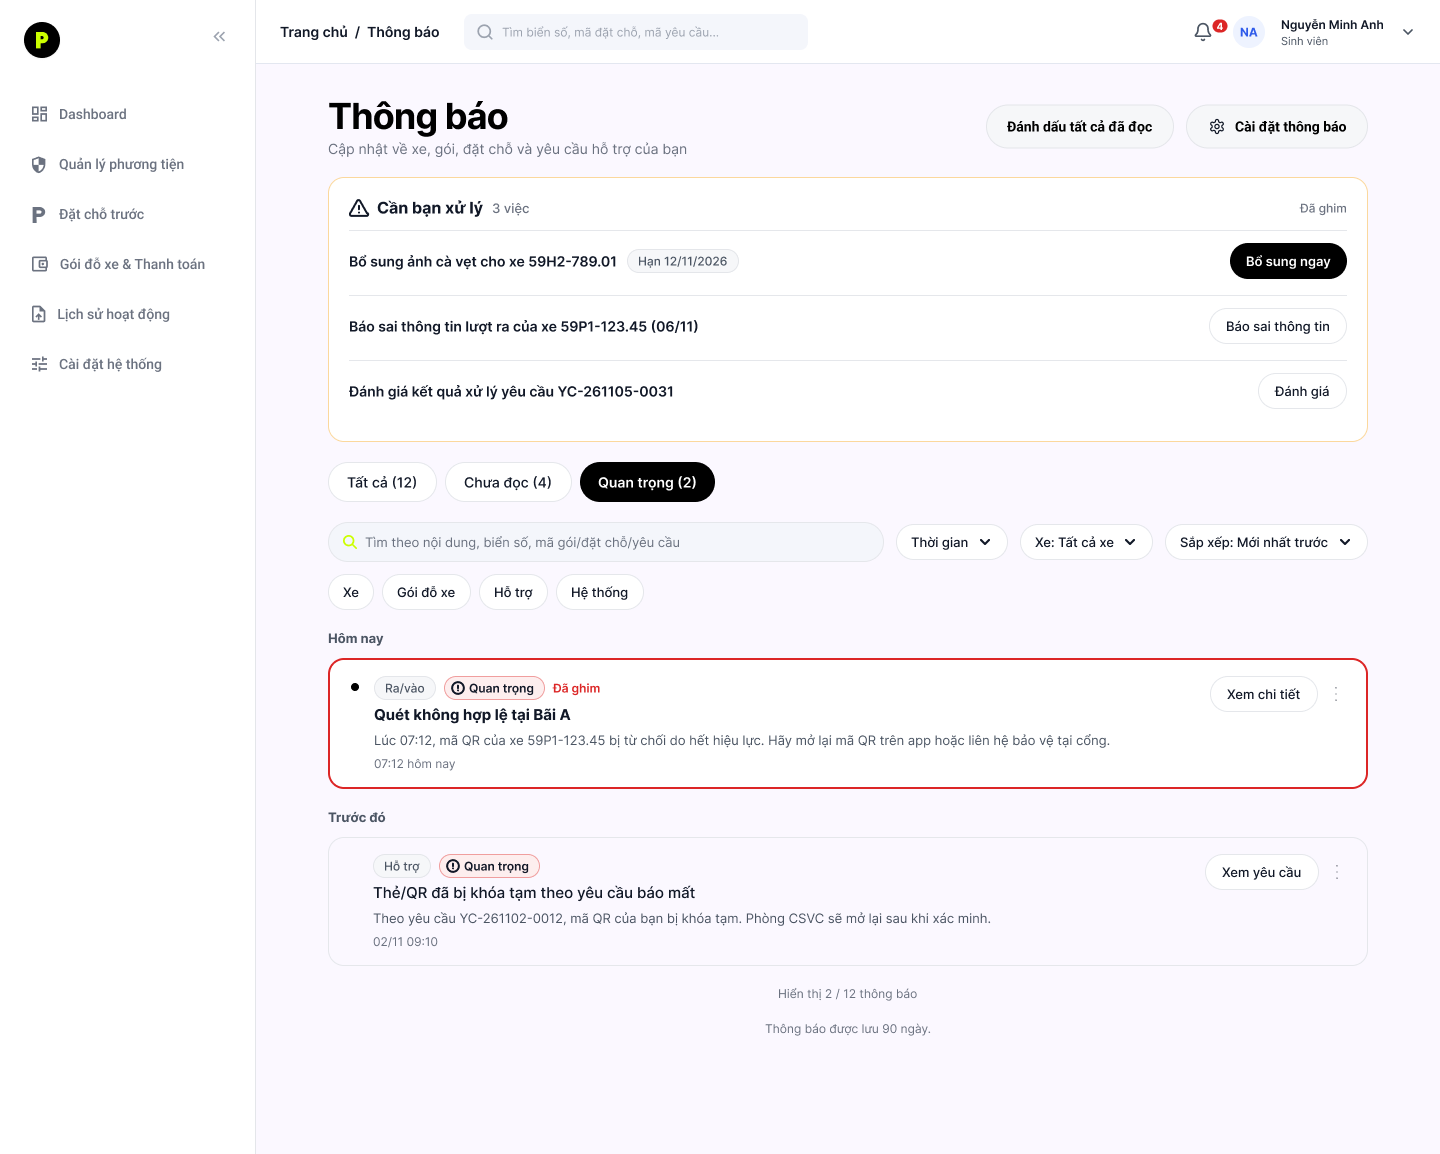 P
Dashboard
Quản lý phương tiện
P Đặt chỗ trước
Gói đỗ xe & Thanh toán
Lịch sử hoạt động
Cài đặt hệ thống
Trang chủ / Thông báo
Tìm biển số, mã đặt chỗ, mã yêu cầu...
4
NA
Nguyễn Minh Anh
Sinh viên
Thông báo
Cập nhật về xe, gói, đặt chỗ và yêu cầu hỗ trợ của bạn
Đánh dấu tất cả đã đọc
Cài đặt thông báo
Cần bạn xử lý 3 việc
Đã ghim
Bổ sung ảnh cà vẹt cho xe 59H2-789.01 Hạn 12/11/2026
Bổ sung ngay
Báo sai thông tin lượt ra của xe 59P1-123.45 (06/11)
Báo sai thông tin
Đánh giá kết quả xử lý yêu cầu YC-261105-0031
Đánh giá
Tất cả (12) Chưa đọc (4) Quan trọng (2)
Tìm theo nội dung, biển số, mã gói/đặt chỗ/yêu cầu
Thời gian
Xe: Tất cả xe
Sắp xếp: Mới nhất trước
Xe Gói đỗ xe Hỗ trợ Hệ thống
Hôm nay
Ra/vào Quan trọng Đã ghim
Quét không hợp lệ tại Bãi A
Lúc 07:12, mã QR của xe 59P1-123.45 bị từ chối do hết hiệu lực. Hãy mở lại mã QR trên app hoặc liên hệ bảo vệ tại cổng.
07:12 hôm nay
Xem chi tiết
Trước đó
Hỗ trợ Quan trọng
Thẻ/QR đã bị khóa tạm theo yêu cầu báo mất
Theo yêu cầu YC-261102-0012, mã QR của bạn bị khóa tạm. Phòng CSVC sẽ mở lại sau khi xác minh.
02/11 09:10
Xem yêu cầu
Hiển thị 2 / 12 thông báo
Thông báo được lưu 90 ngày.